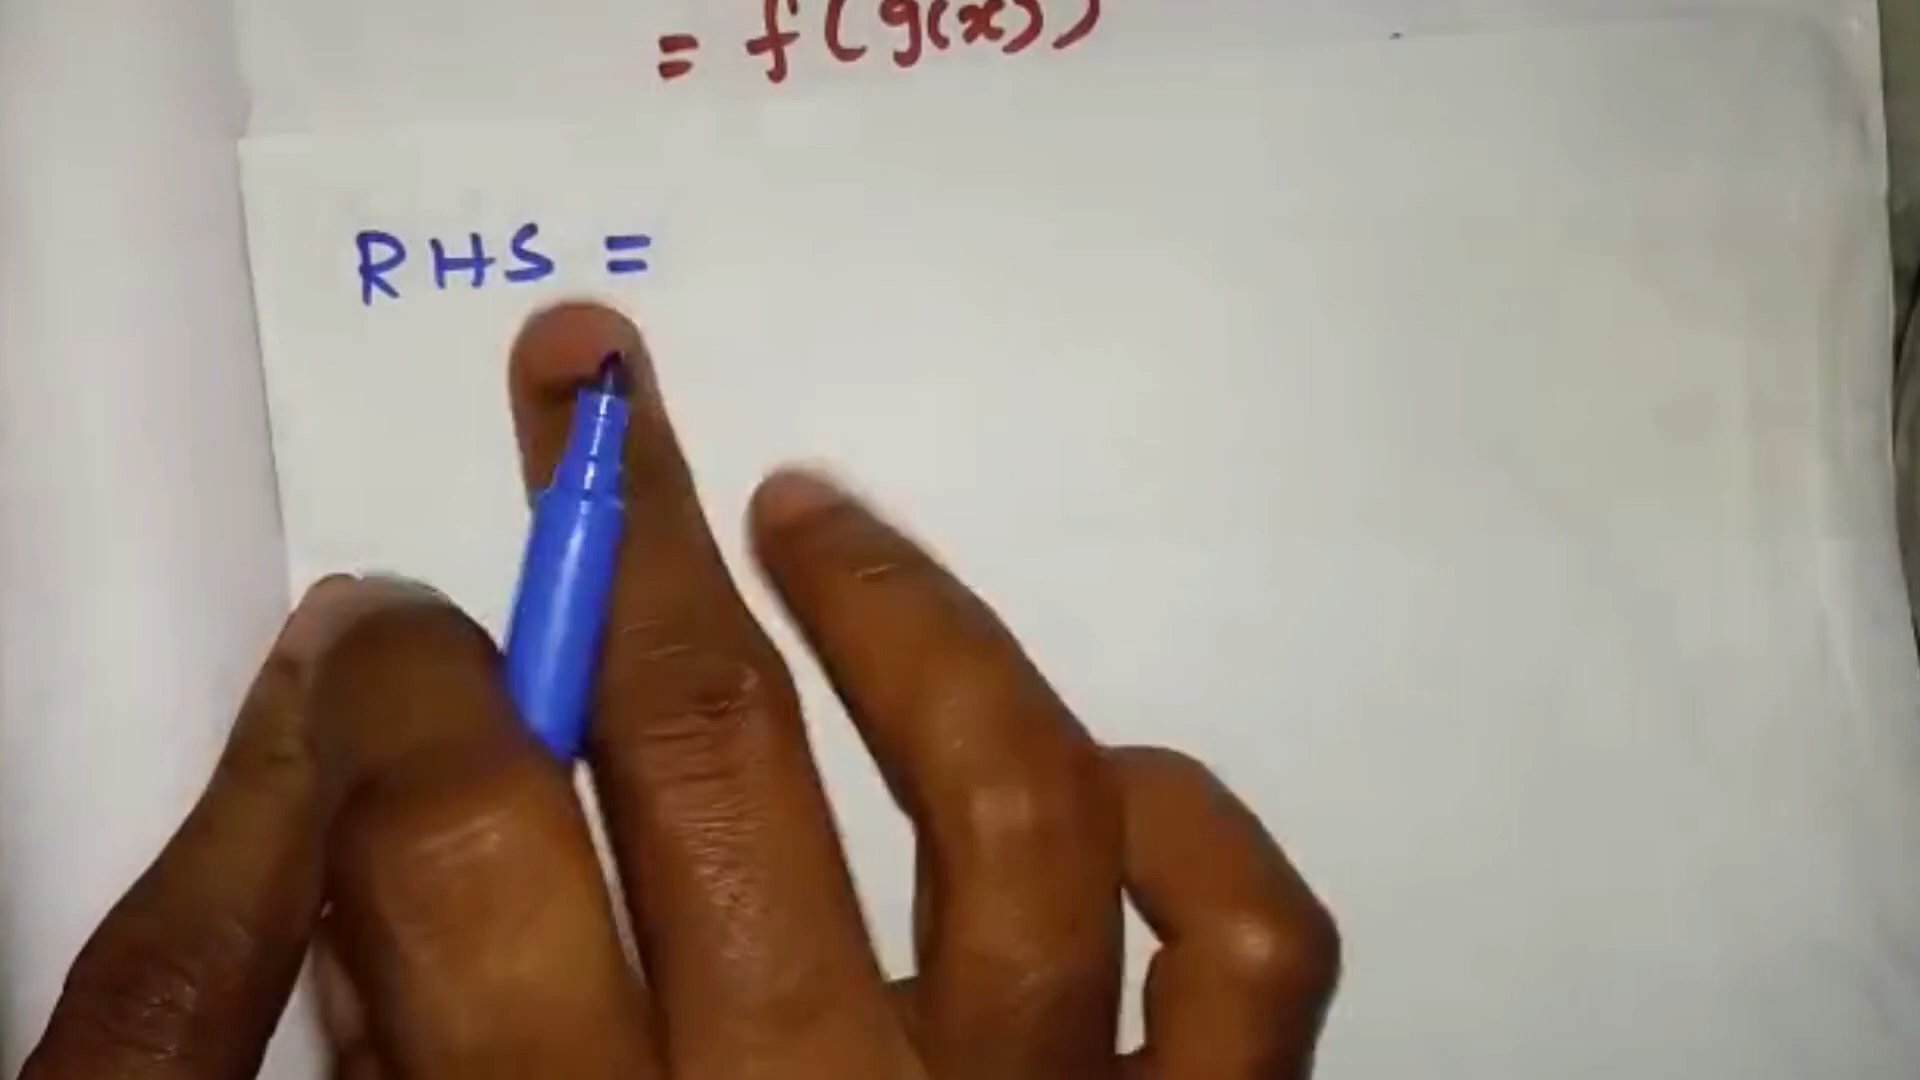 = f(g(x))
RHS =